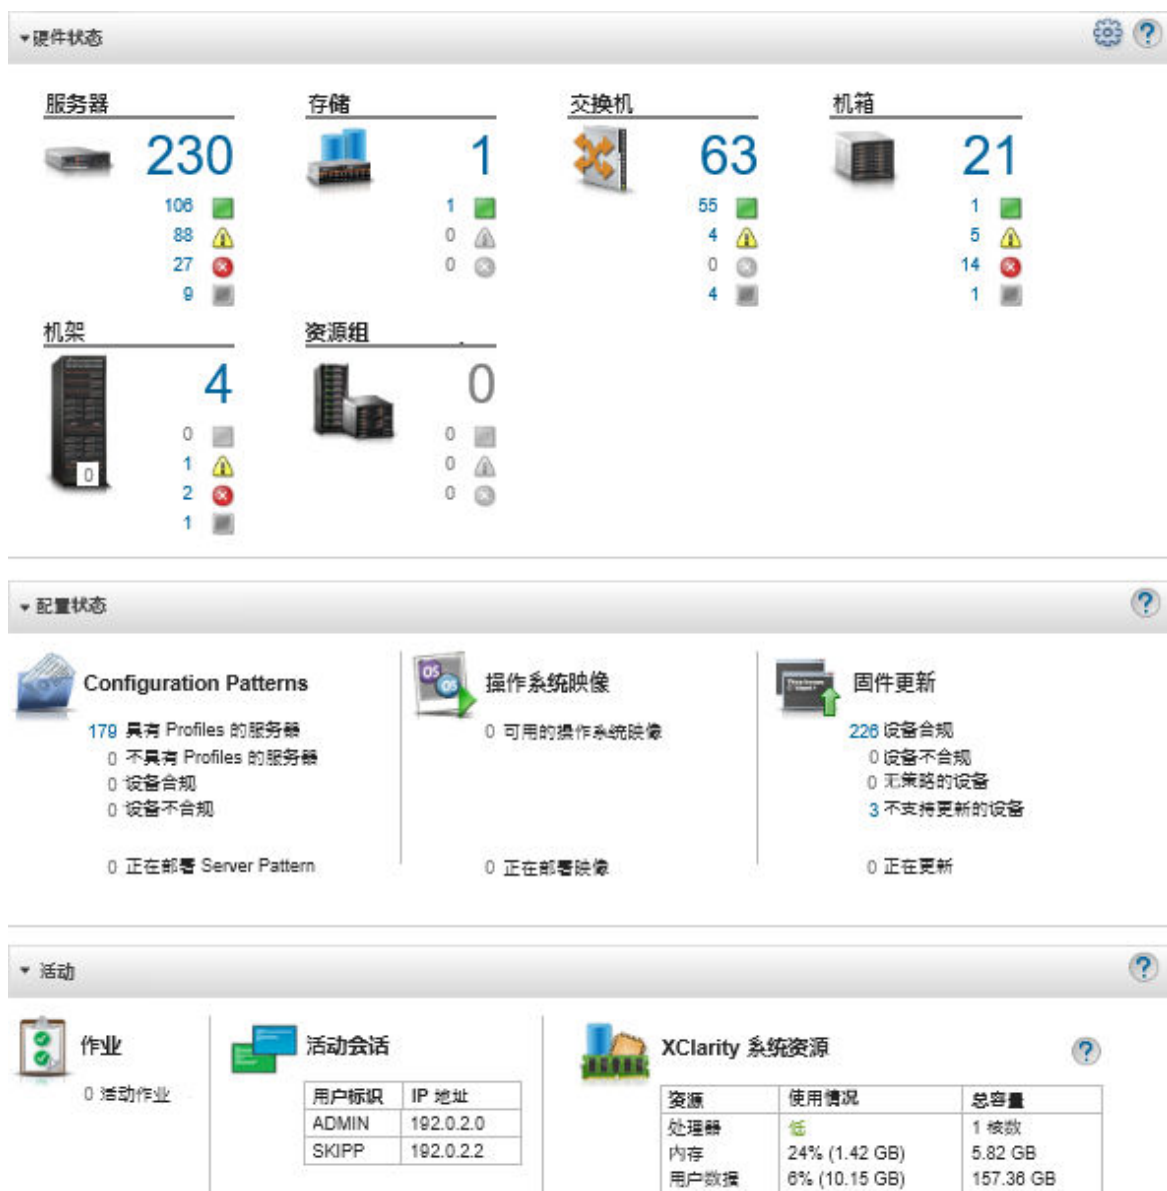 硬件状态
服务器
230
106
88
27
9
存储
1
1
0
0
交换机
63
55
4
0
4
机箱
21
1
5
14
1
机架
4
0
0
1
2
1
资源组
0
0
0
0
配置状态
Configuration Patterns
179 具有 Profiles 的服务器
0 不具有 Profiles 的服务器
0 设备合规
0 设备不合规
0 正在部署 Server Pattern
操作系统映像
0 可用的操作系统映像
0 正在部署映像
固件更新
226 设备合规
0 设备不合规
0 无策略的设备
3 不支持更新的设备
0 正在更新
活动
作业
0 活动作业
活动会话
用户标识 IP 地址
ADMIN 192.0.2.0
SKIPP 192.0.2.2
XClarity 系统资源
资源 使用情况 总容量
处理器 低 1 核数
内存 24% (1.42 GB) 5.82 GB
用户数据 6% (10.15 GB) 157.36 GB